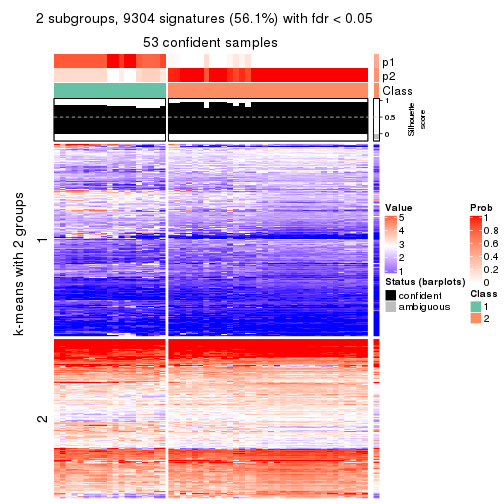 2 subgroups, 9304 signatures (56.1%) with fdr < 0.05
53 confident samples
p1
p2
Class
1
0.5
0
Silhouette
score
k-means with 2 groups
1
2
Value
5
4
3
2
1
Status (barplots)
confident
ambiguous
Prob
1
0.8
0.6
0.4
0.2
0
Class
1
2